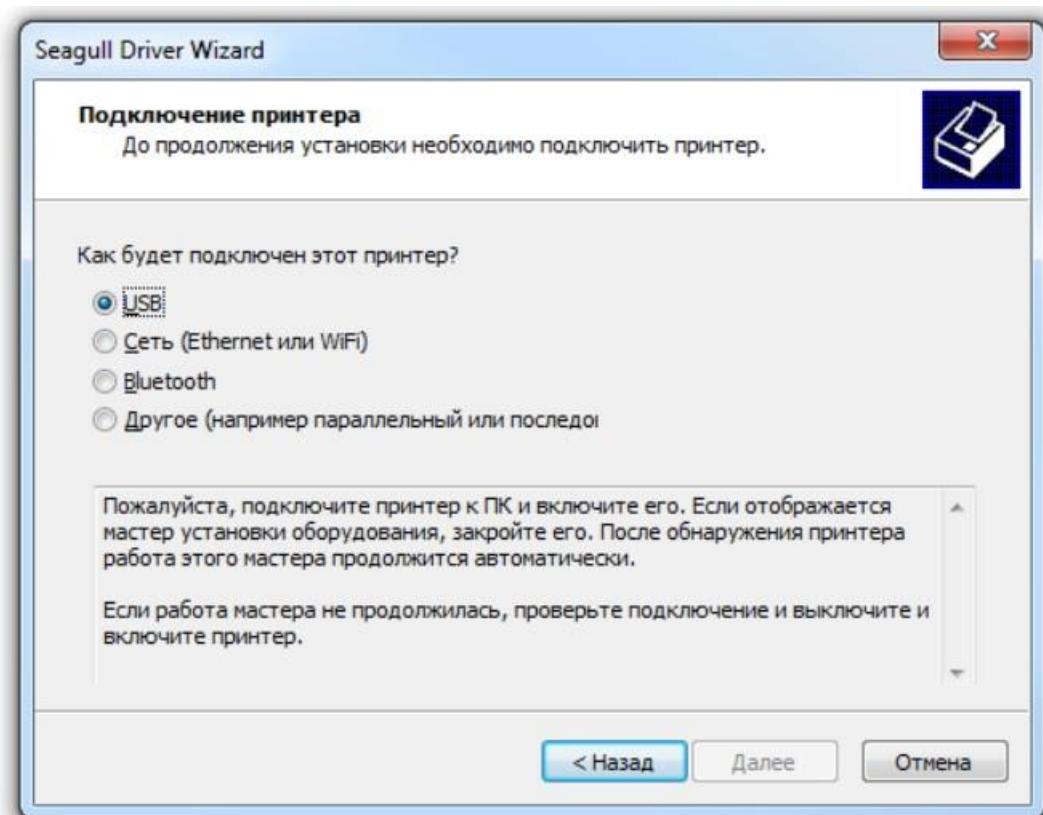 Seagull Driver Wizard
Подключение принтера
До продолжения установки необходимо подключить принтер.
Как будет подключен этот принтер?
USB
Сеть (Ethernet или WiFi)
Bluetooth
Другое (например параллельный или последо
Пожалуйста, подключите принтер к ПК и включите его. Если отображается
мастер установки оборудования, закройте его. После обнаружения принтера
работа этого мастера продолжится автоматически.
Если работа мастера не продолжилась, проверьте подключение и выключите и
включите принтер.
< Назад
Далее
Отмена